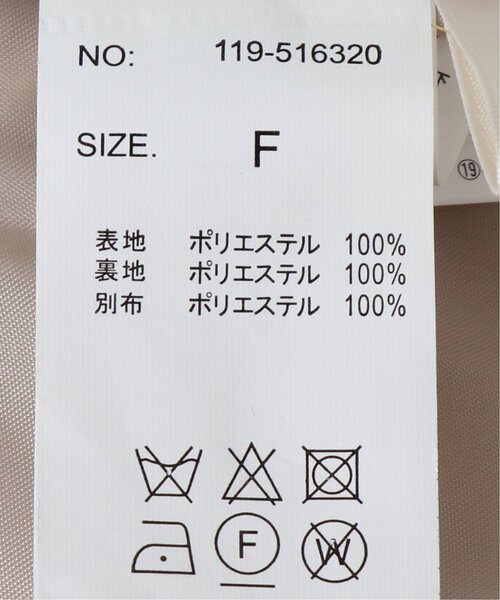 NO: 119-516320
SIZE. F
表地 ポリエステル 100%
裏地 ポリエステル 100%
別布 ポリエステル 100%
F
W
K
⑲